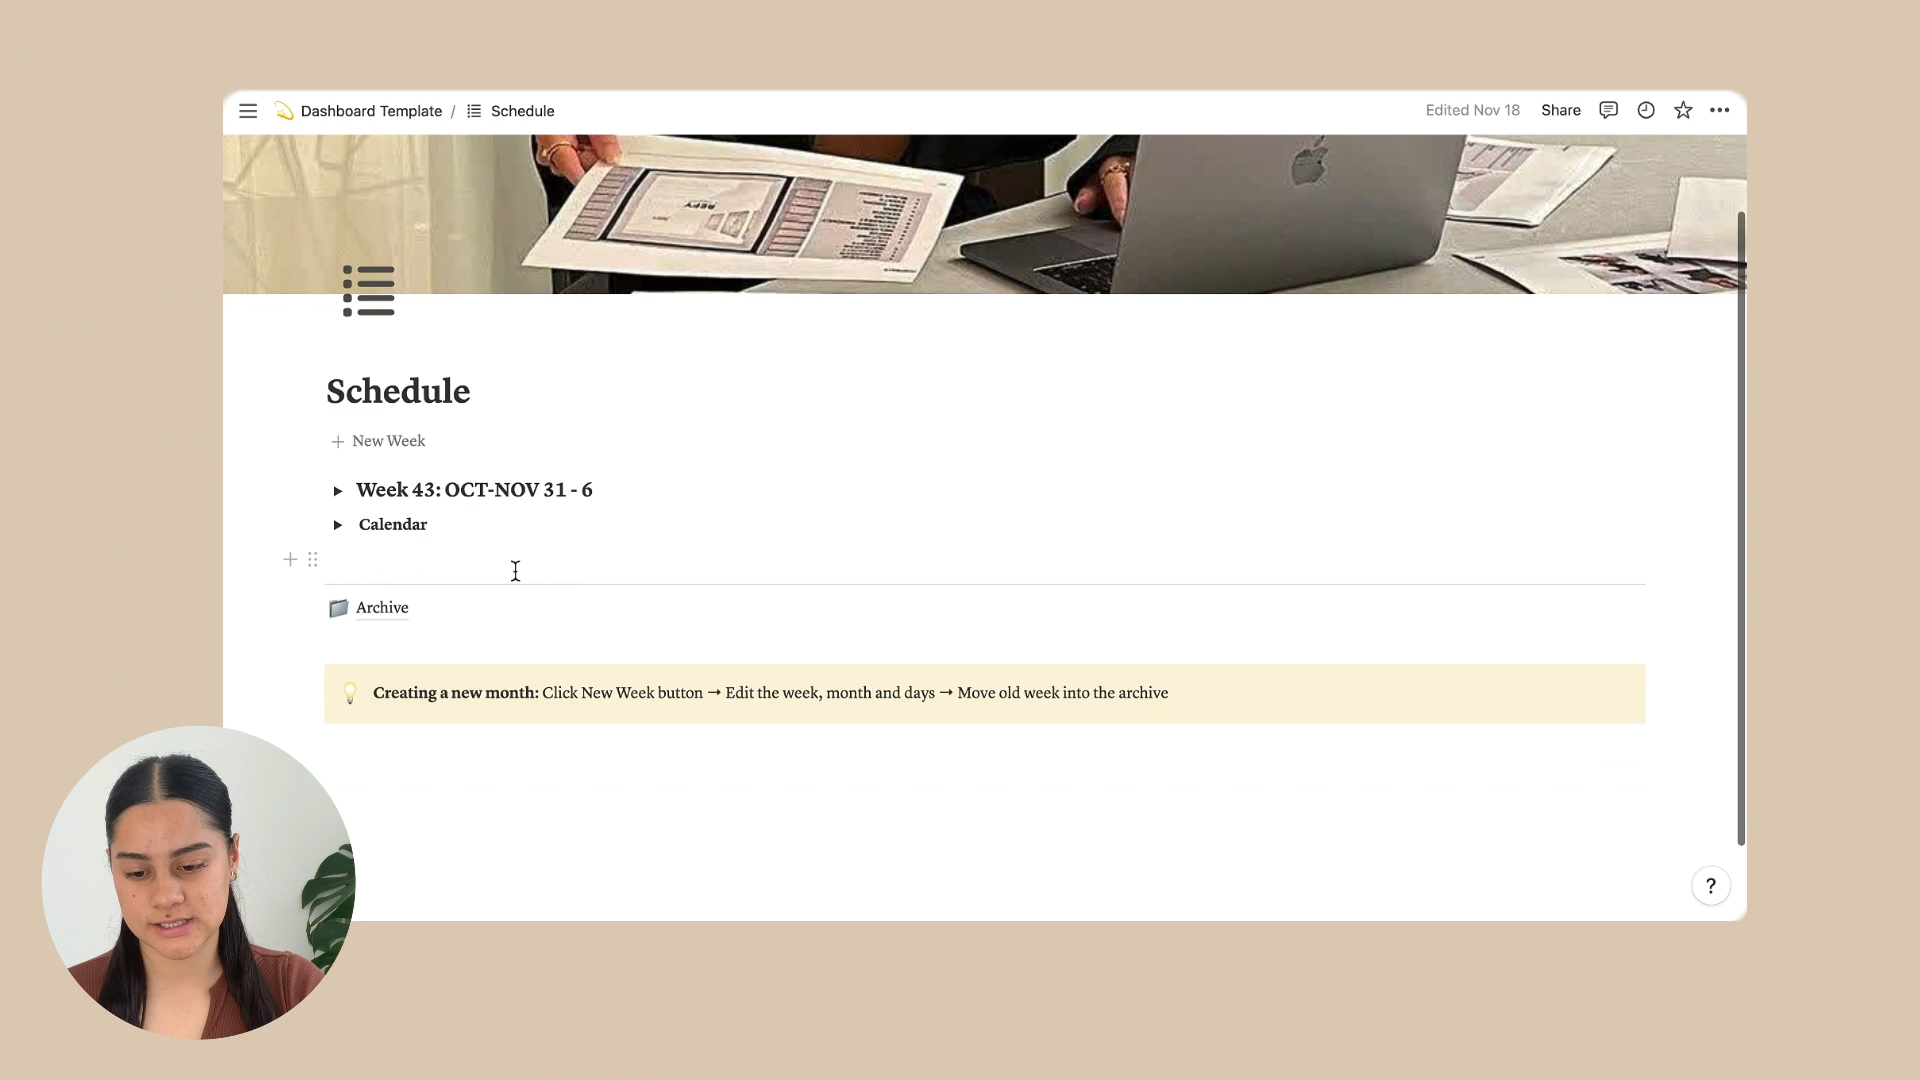 Dashboard Template / Schedule
Edited Nov 18 Share
Schedule
New Week
Week 43: OCT-NOV 31 - 6
Calendar
Archive
Creating a new month: Click New Week button → Edit the week, month and days → Move old week into the archive
?